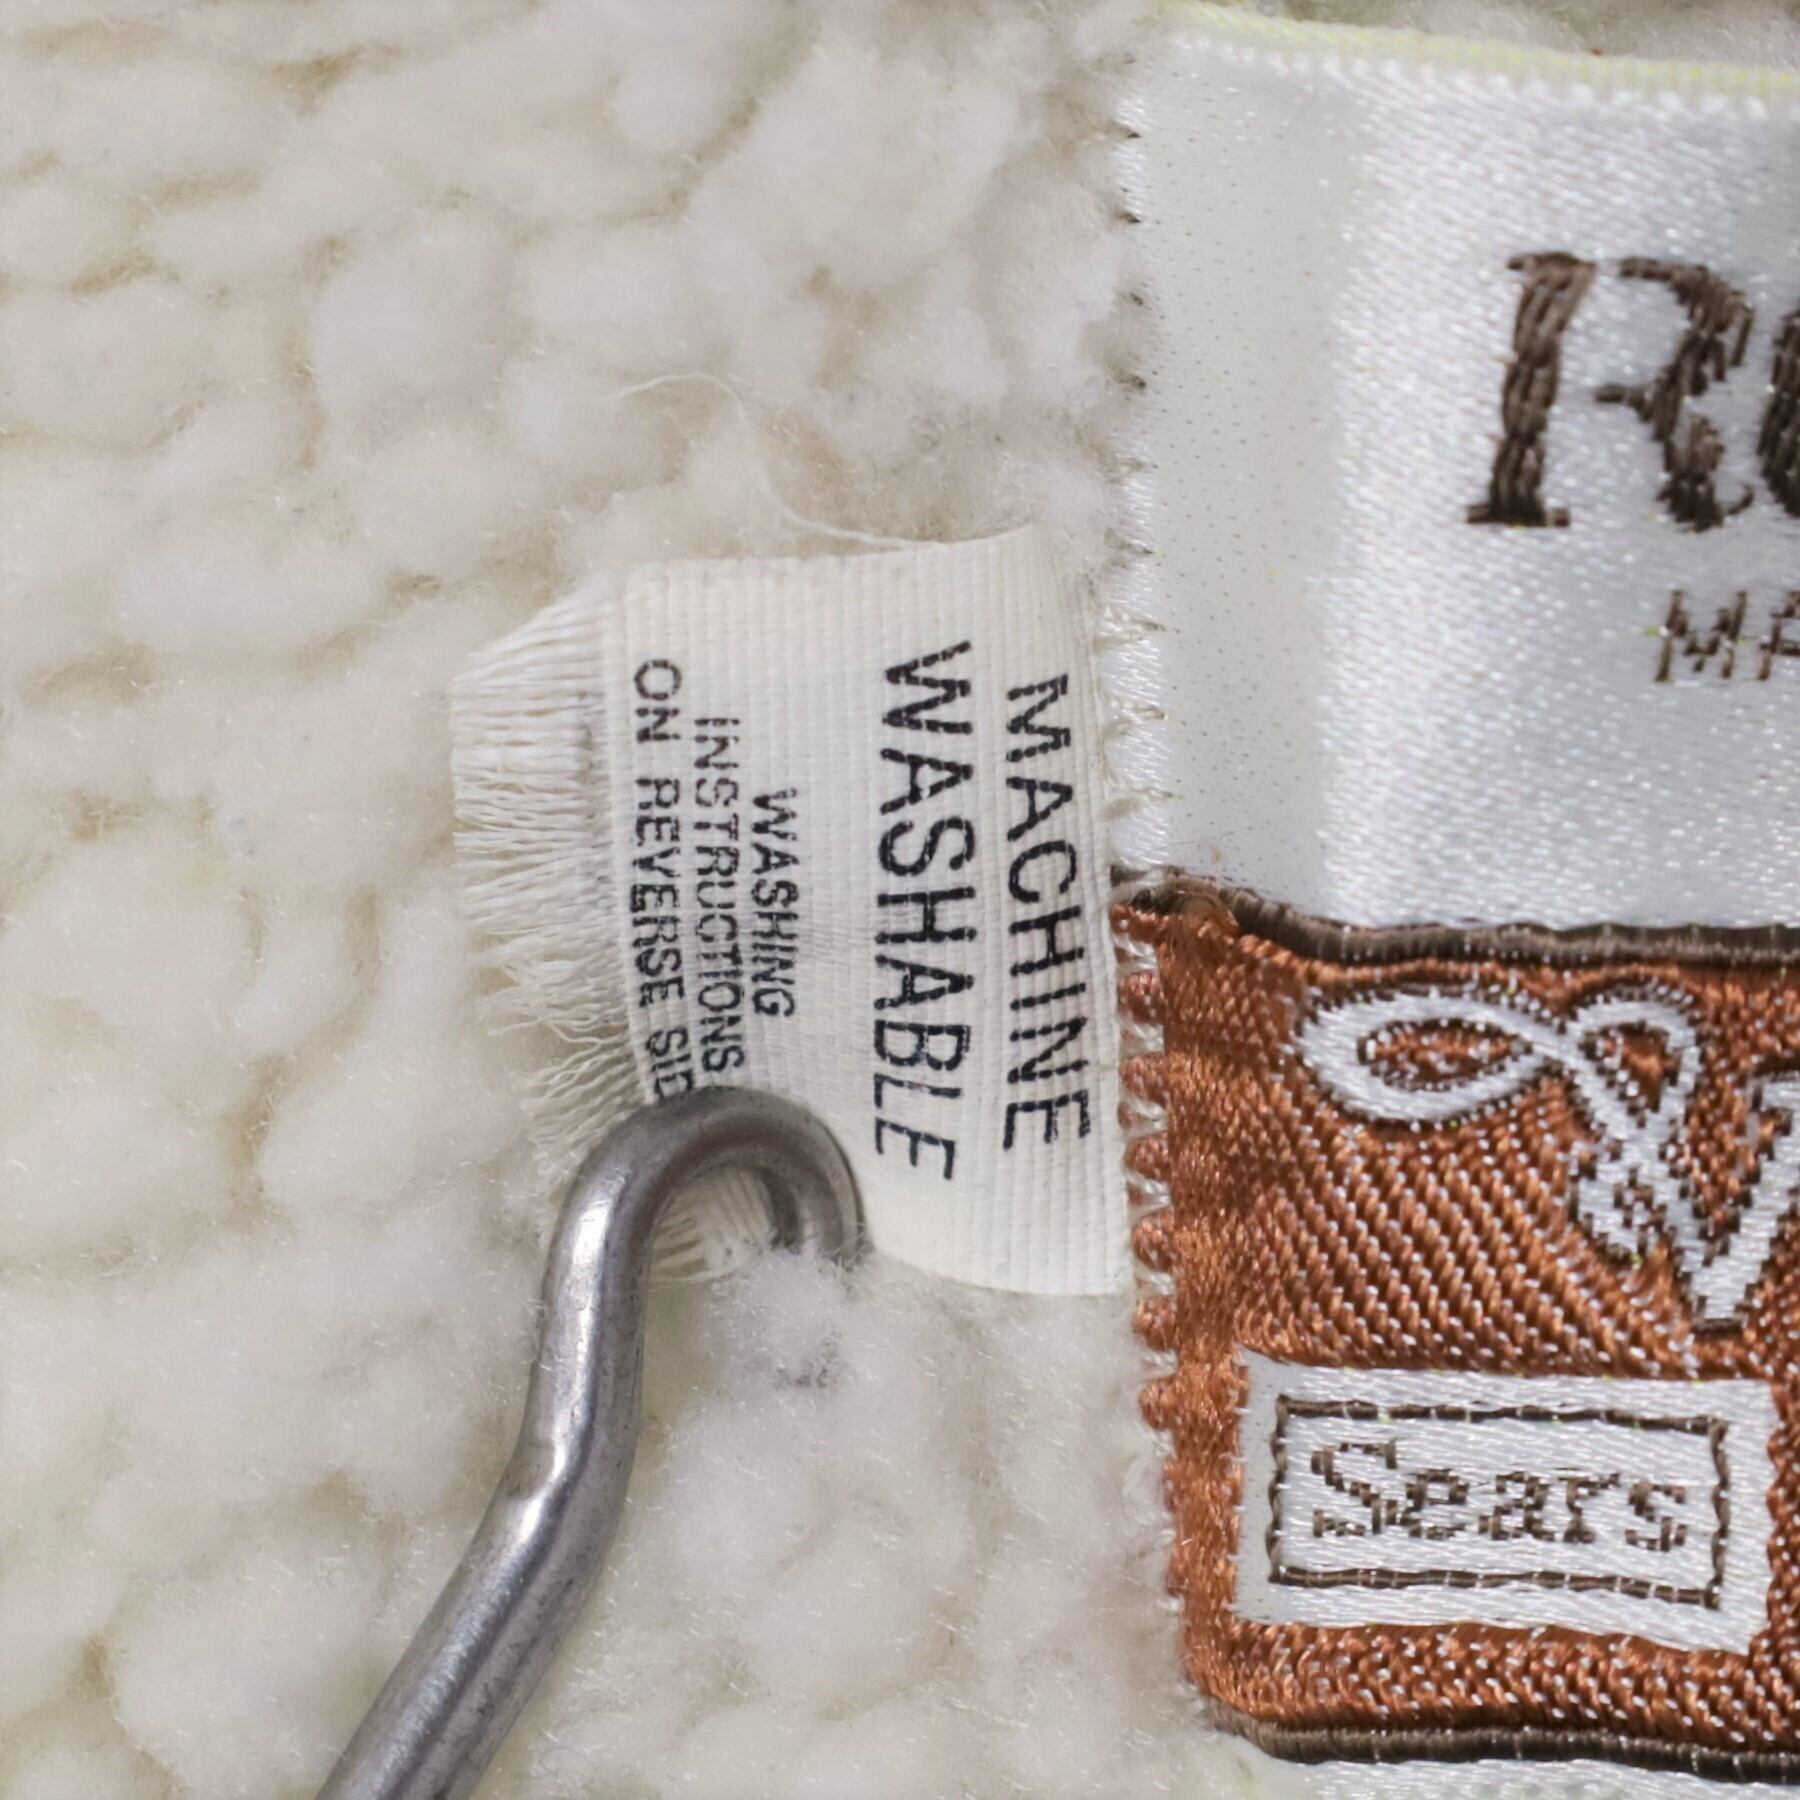 MACHINE
WASHABLE
WASHING
INSTRUCTIONS
ON REVERSE SID
Sears